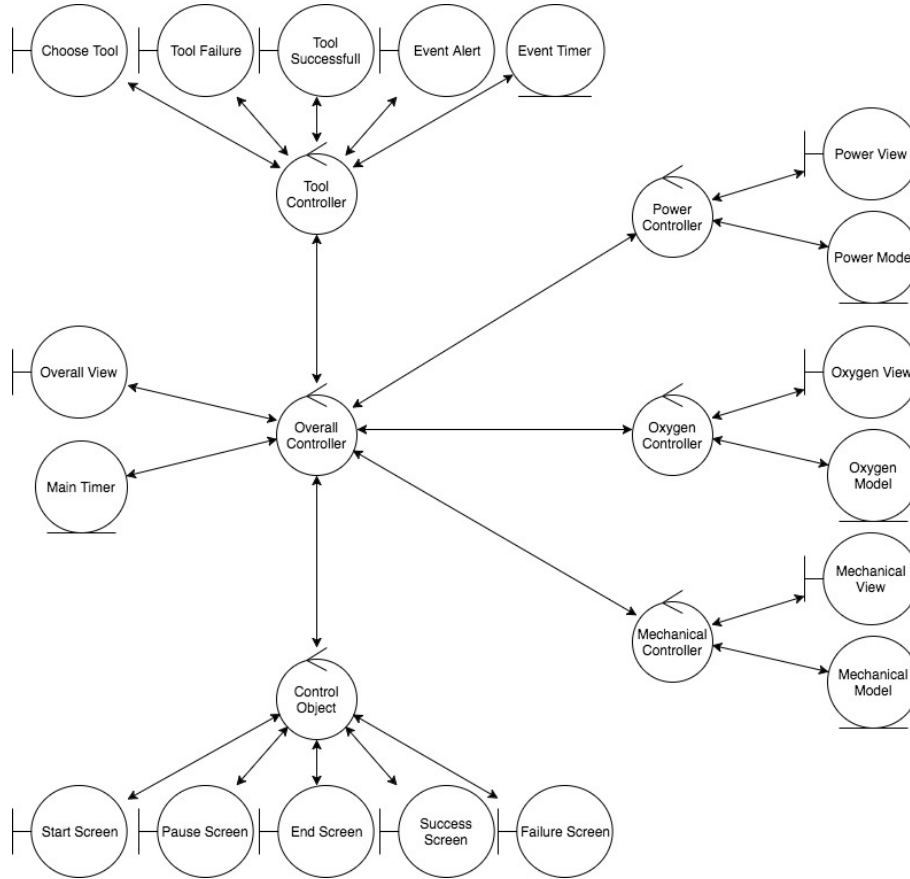 Choose Tool
Tool Failure
Tool
Successfull
Event Alert
Event Timer
Tool
Controller
Power View
Power
Controller
Power Model
Overall View
Overall
Controller
Main Timer
Oxygen View
Oxygen
Controller
Oxygen
Model
Mechanical
View
Mechanical
Controller
Mechanical
Model
Control
Object
Start Screen
Pause Screen
End Screen
Success
Screen
Failure Screen